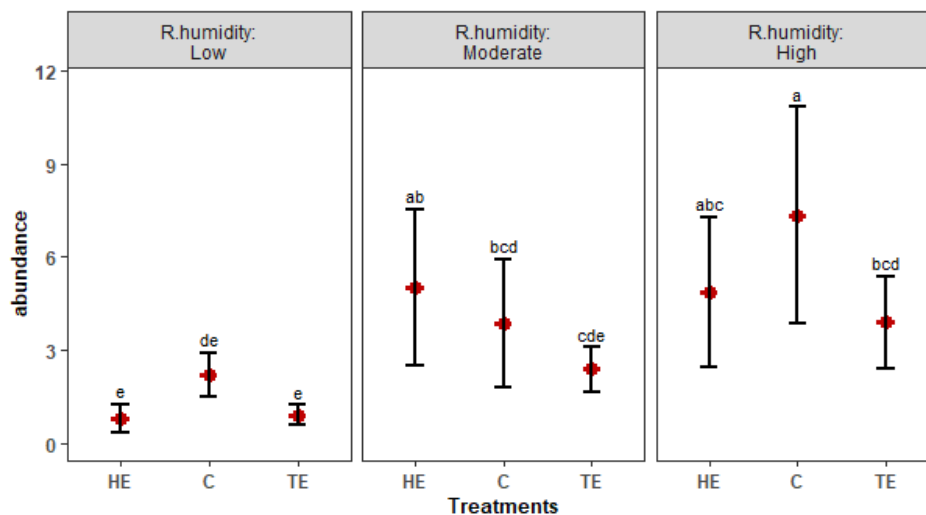 R.humidity:
Low
R.humidity:
Moderate
R.humidity:
High
abundance
12
9
6
3
0
e
de
e
ab
bcd
cde
abc
a
bcd
HE C TE
HE C TE
HE C TE
Treatments